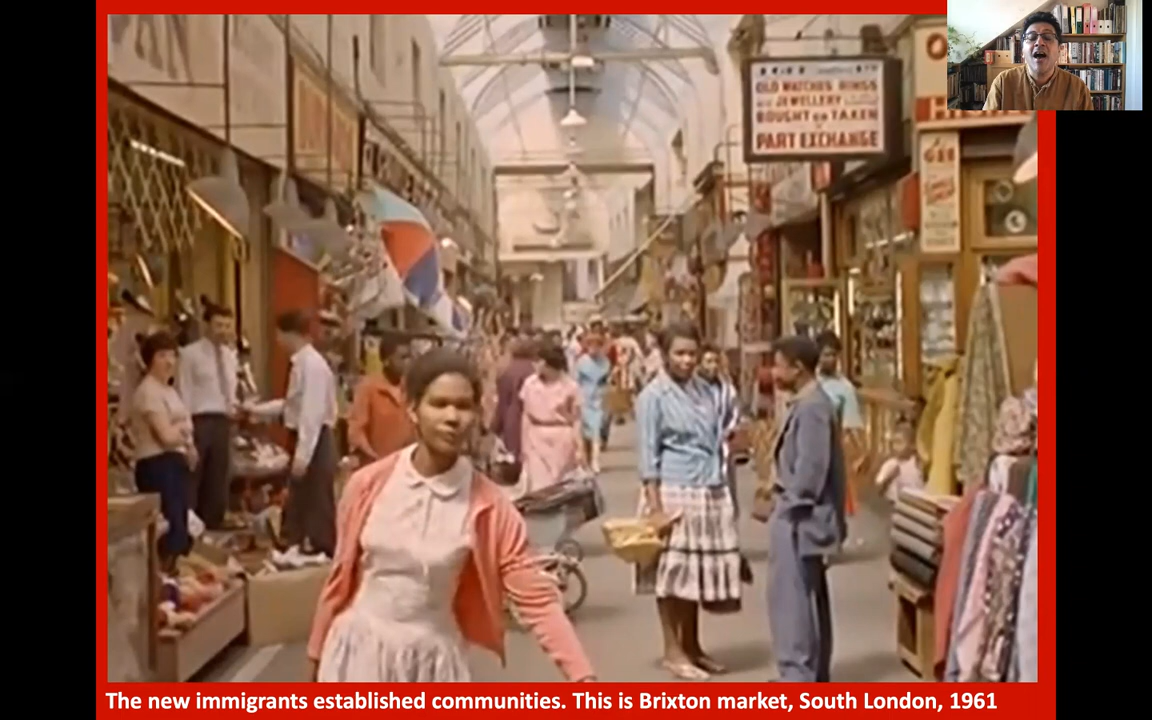 OLD WATCHES RINGS
JEWELLERY
BOUGHT OR TAKEN
PART EXCHANGE
The new immigrants established communities. This is Brixton market, South London, 1961